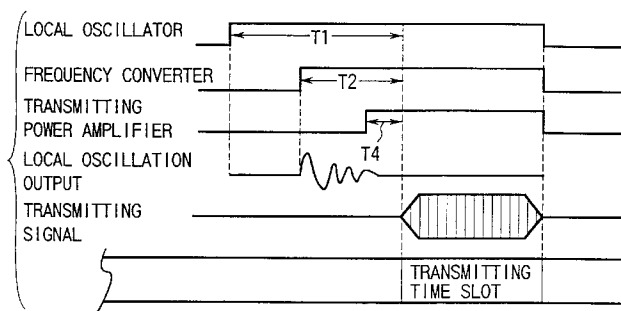 LOCAL OSCILLATOR
T1
FREQUENCY CONVERTER
T2
TRANSMITTING
POWER AMPLIFIER
T4
LOCAL OSCILLATION
OUTPUT
TRANSMITTING
SIGNAL
TRANSMITTING
TIME SLOT